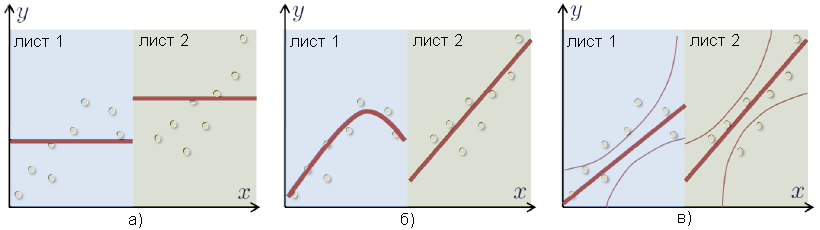 y
лист 1 лист 2
x
а)
y
лист 1 лист 2
x
б)
y
лист 1 лист 2
x
в)